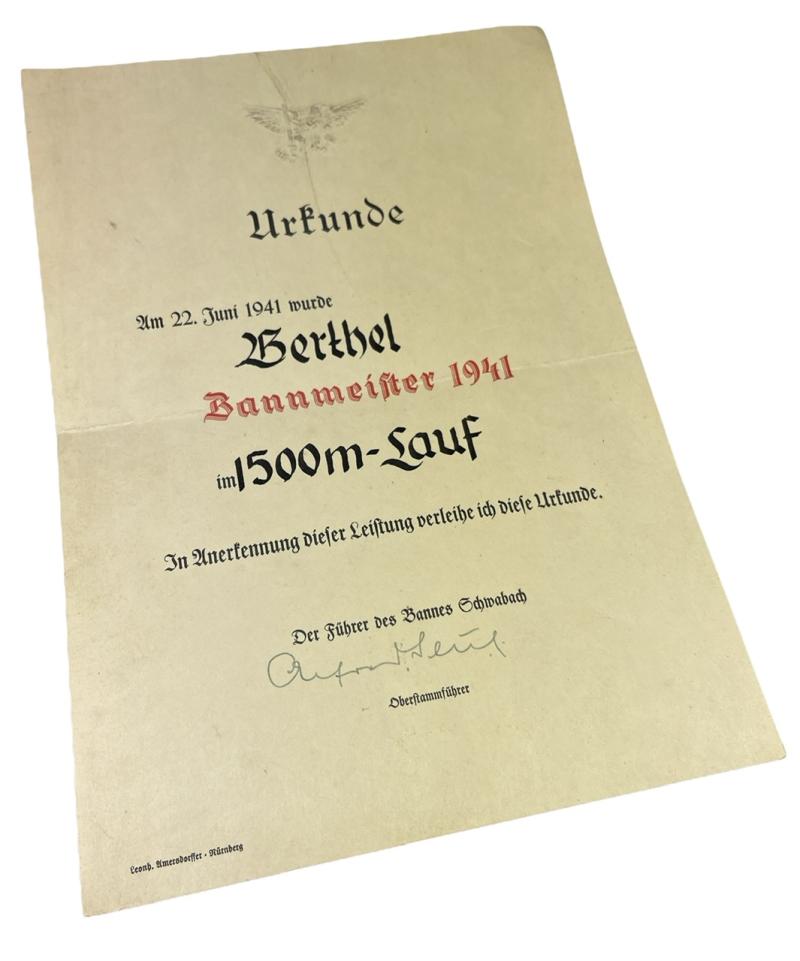 Urkunde
Am 22. Juni 1941 wurde
Berthel
Bannmeister 1941
im 1500m-Lauf
In Anerkennung dieser Leistung verleihe ich diese Urkunde.
Der Führer des Bannes Schwabach
Oberstammführer
Leonh. Amersdorffer · Nürnberg